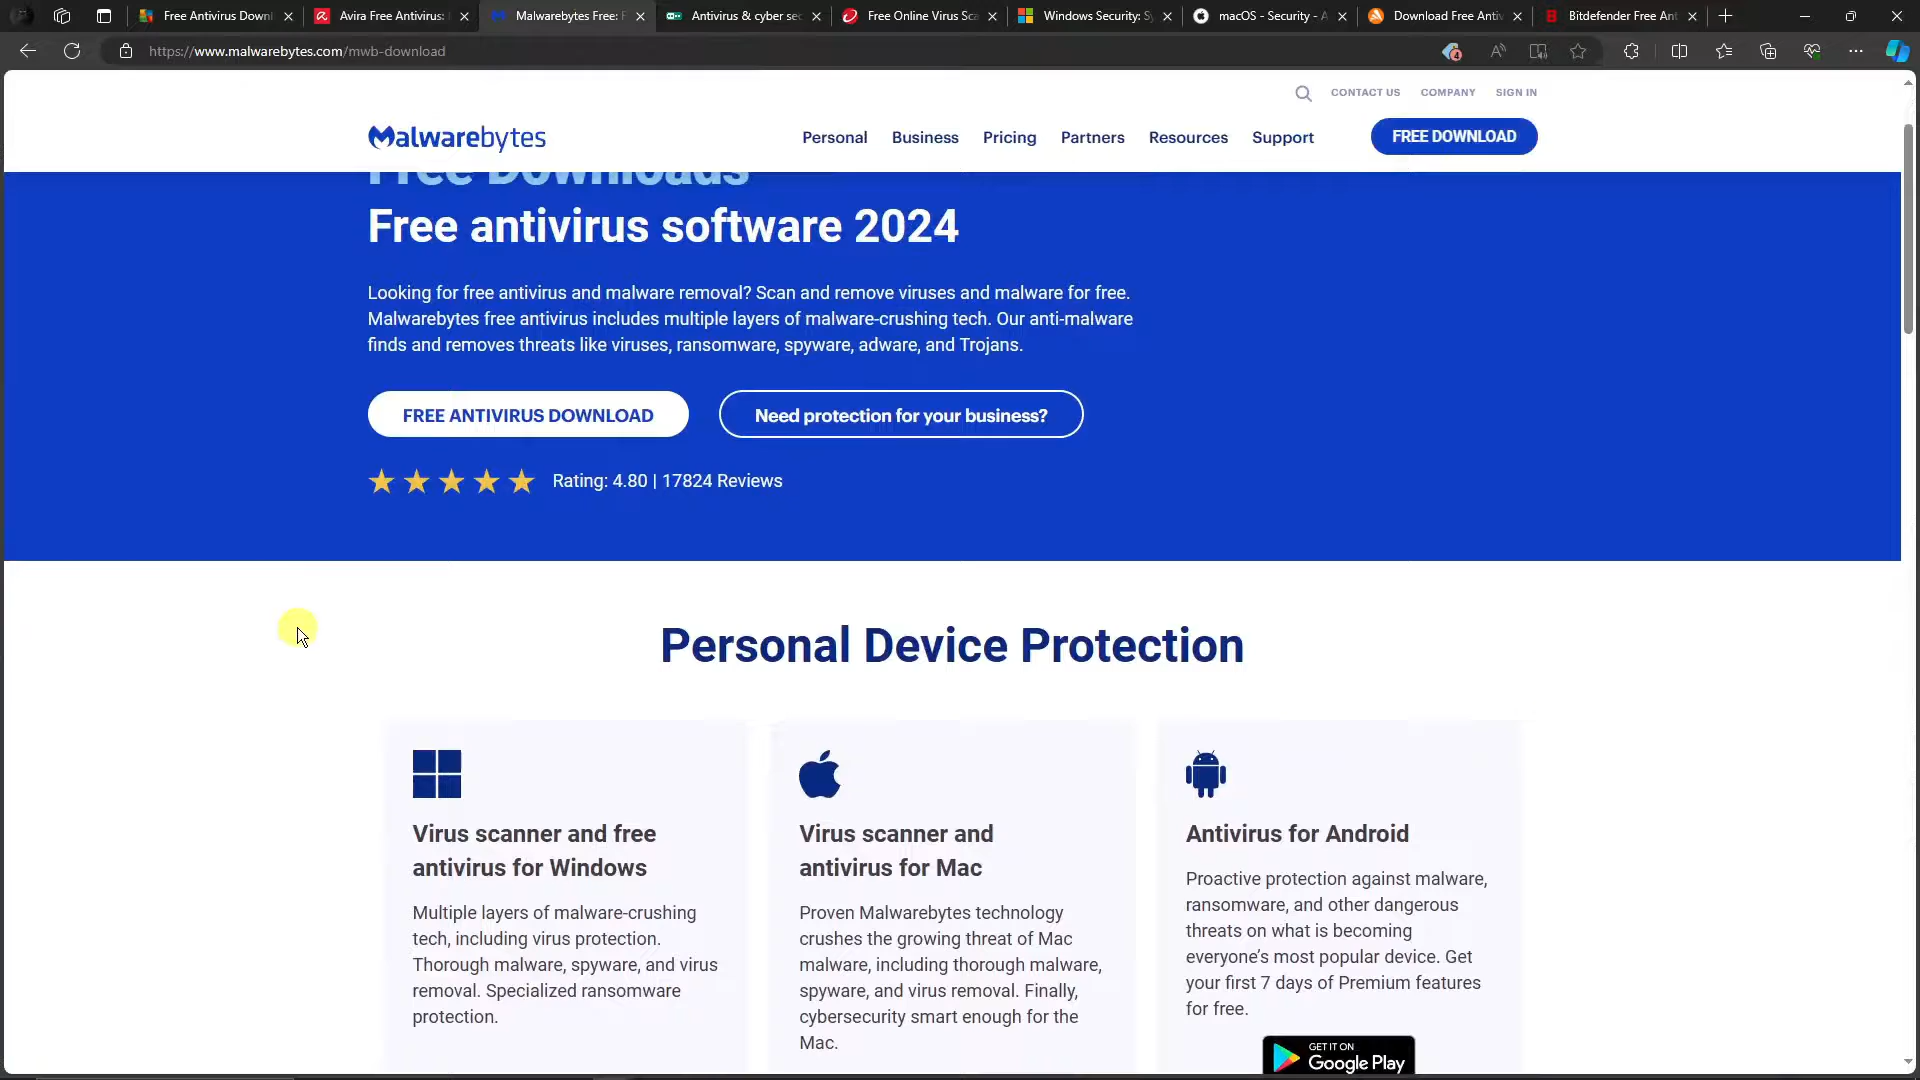 Free Antivirus Downl
Avira Free Antivirus:
Malwarebytes Free: F
Antivirus & cyber sec
Free Online Virus Sca
Windows Security: Sy
macOS - Security - A
Download Free Antiv
Bitdefender Free Ant
https://www.malwarebytes.com/mwb-download
4
CONTACT US COMPANY SIGN IN
Malwarebytes
Personal Business Pricing Partners Resources Support
FREE DOWNLOAD
Free Downloads
Free antivirus software 2024
Looking for free antivirus and malware removal? Scan and remove viruses and malware for free.
Malwarebytes free antivirus includes multiple layers of malware-crushing tech. Our anti-malware
finds and removes threats like viruses, ransomware, spyware, adware, and Trojans.
FREE ANTIVIRUS DOWNLOAD
Need protection for your business?
Rating: 4.80 | 17824 Reviews
Personal Device Protection
Virus scanner and free
antivirus for Windows
Multiple layers of malware-crushing
tech, including virus protection.
Thorough malware, spyware, and virus
removal. Specialized ransomware
protection.
Virus scanner and
antivirus for Mac
Proven Malwarebytes technology
crushes the growing threat of Mac
malware, including thorough malware,
spyware, and virus removal. Finally,
cybersecurity smart enough for the
Mac.
Antivirus for Android
Proactive protection against malware,
ransomware, and other dangerous
threats on what is becoming
everyone’s most popular device. Get
your first 7 days of Premium features
for free.
GET IT ON
Google Play